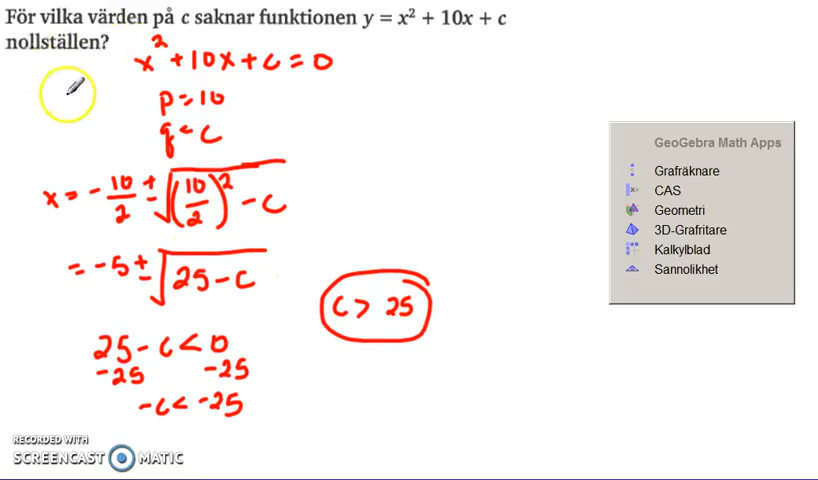 För vilka värden på c saknar funktionen y = x² + 10x + c
nollställen?
x² + 10x + c = 0
p = 10
q = c
x = - 10/2 ± √((10/2)² - c
= -5 ± √25 - c
c > 25
25 - c < 0
-25 -25
-c < -25
GeoGebra Math Apps
Grafräknare
CAS
Geometri
3D-Grafritare
Kalkylblad
Sannolikhet
RECORDED WITH
SCREENCAST MATIC